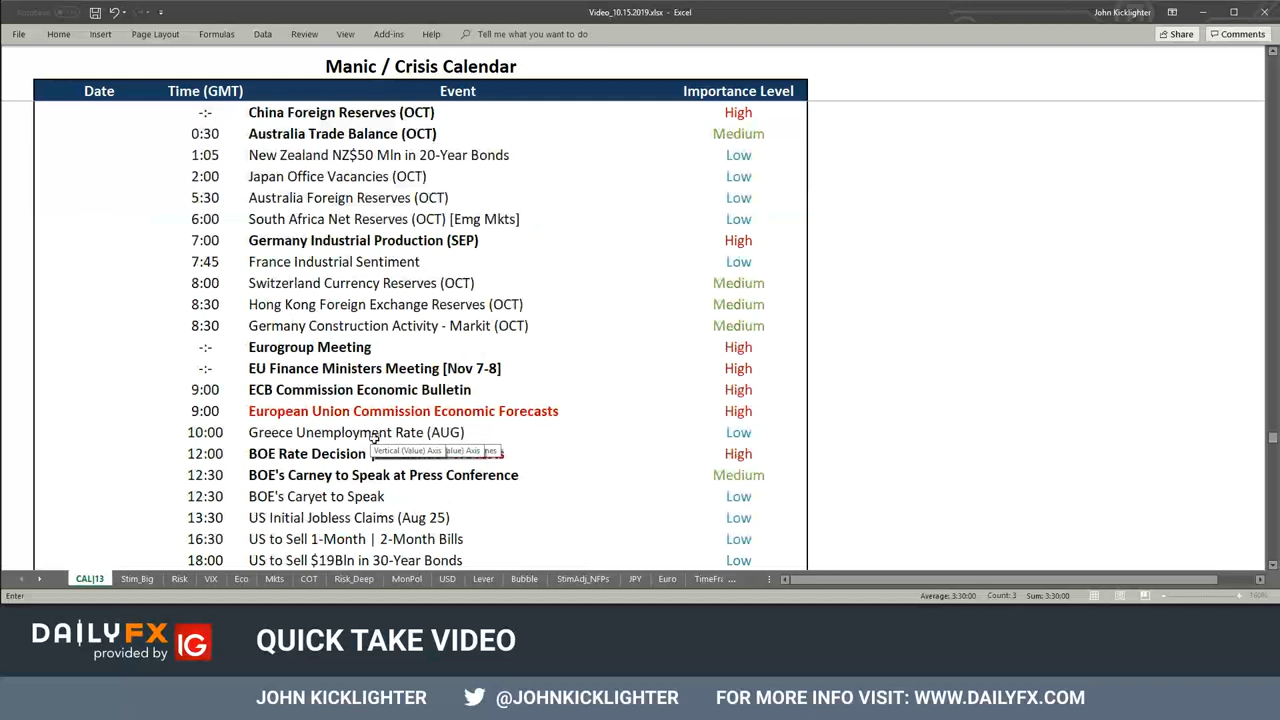 Video_10.15.2019.xlsx - Excel
John Kicklighter
File Home Insert Page Layout Formulas Data Review View Add-ins Help Tell me what you want to do Share Comments
Manic / Crisis Calendar
Date Time (GMT) Event Importance Level
-:- China Foreign Reserves (OCT) High
0:30 Australia Trade Balance (OCT) Medium
1:05 New Zealand NZ$50 Mln in 20-Year Bonds Low
2:00 Japan Office Vacancies (OCT) Low
5:30 Australia Foreign Reserves (OCT) Low
6:00 South Africa Net Reserves (OCT) [Emg Mkts] Low
7:00 Germany Industrial Production (SEP) High
7:45 France Industrial Sentiment Low
8:00 Switzerland Currency Reserves (OCT) Medium
8:30 Hong Kong Foreign Exchange Reserves (OCT) Medium
8:30 Germany Construction Activity - Markit (OCT) Medium
-:- Eurogroup Meeting High
-:- EU Finance Ministers Meeting [Nov 7-8] High
9:00 ECB Commission Economic Bulletin High
9:00 European Union Commission Economic Forecasts High
10:00 Greece Unemployment Rate (AUG) Low
Vertical (Value) Axis alue) Axis nes
12:00 BOE Rate Decision High
12:30 BOE's Carney to Speak at Press Conference Medium
12:30 BOE's Caryet to Speak Low
13:30 US Initial Jobless Claims (Aug 25) Low
16:30 US to Sell 1-Month | 2-Month Bills Low
18:00 US to Sell $19Bln in 30-Year Bonds Low
CAL|13 Stim_Big Risk VIX Eco Mkts COT Risk_Deep MonPol USD Lever Bubble StimAdj_NFPs JPY Euro TimeFra ...
Enter Average: 3:30:00 Count: 3 Sum: 3:30:00 160%
DAILYFX
provided by IG
QUICK TAKE VIDEO
JOHN KICKLIGHTER @JOHNKICKLIGHTER FOR MORE INFO VISIT: WWW.DAILYFX.COM